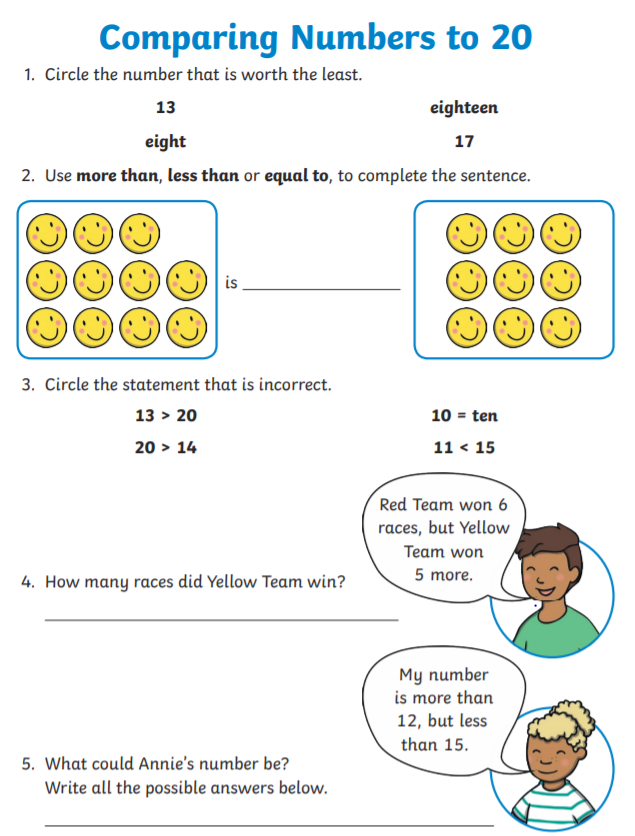 Comparing Numbers to 20
1. Circle the number that is worth the least.
13 eighteen
eight 17
2. Use more than, less than or equal to, to complete the sentence.
is
3. Circle the statement that is incorrect.
13 > 20 10 = ten
20 > 14 11 < 15
Red Team won 6
races, but Yellow
Team won
5 more.
4. How many races did Yellow Team win?
My number
is more than
12, but less
than 15.
5. What could Annie's number be?
Write all the possible answers below.